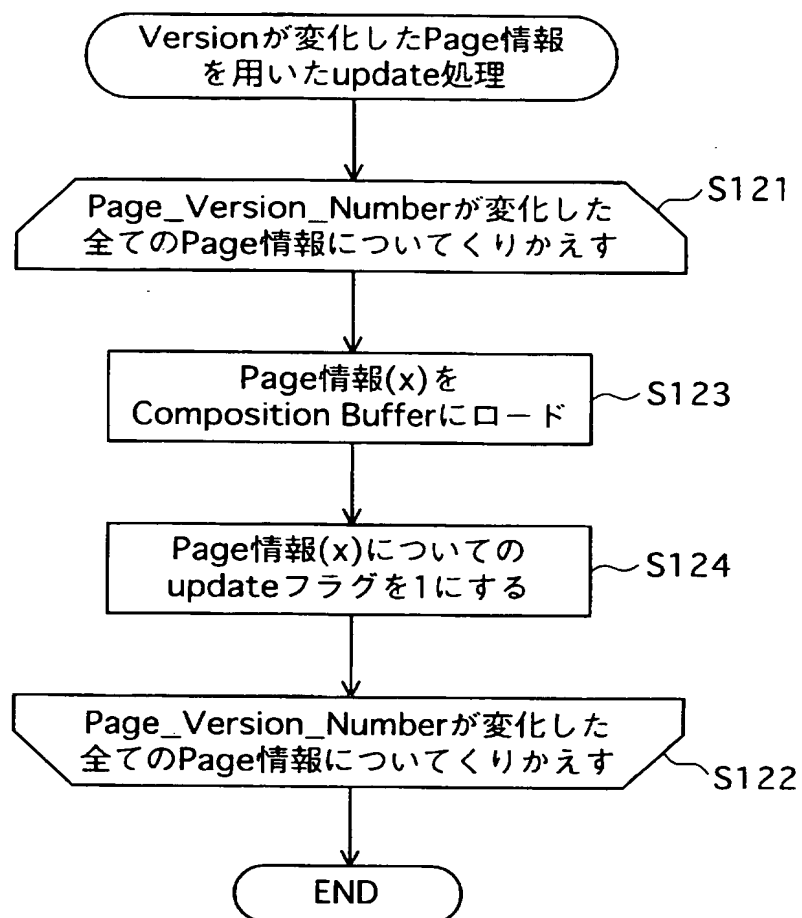 Versionが変化したPage情報
を用いたupdate処理
Page_Version_Numberが変化した
全てのPage情報についてくりかえす
S121
Page情報(x)を
Composition Bufferにロード
S123
Page情報(x)についての
updateフラグを1にする
S124
Page_Version_Numberが変化した
全てのPage情報についてくりかえす
S122
END